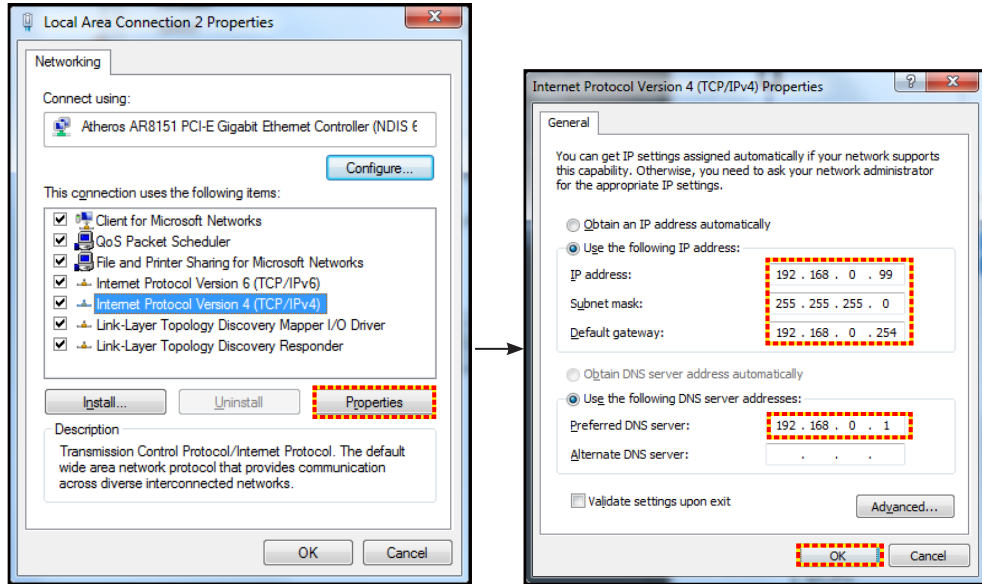 Local Area Connection 2 Properties
Networking
Connect using:
Atheros AR8151 PCI-E Gigabit Ethernet Controller (NDIS 6
Configure...
This connection uses the following items:
Client for Microsoft Networks
QoS Packet Scheduler
File and Printer Sharing for Microsoft Networks
Internet Protocol Version 6 (TCP/IPv6)
Internet Protocol Version 4 (TCP/IPv4)
Link-Layer Topology Discovery Mapper I/O Driver
Link-Layer Topology Discovery Responder
Install...
Uninstall
Properties
Description
Transmission Control Protocol/Internet Protocol. The default
wide area network protocol that provides communication
across diverse interconnected networks.
OK
Cancel
Internet Protocol Version 4 (TCP/IPv4) Properties
General
You can get IP settings assigned automatically if your network supports
this capability. Otherwise, you need to ask your network administrator
for the appropriate IP settings.
Obtain an IP address automatically
Use the following IP address:
IP address: 192 . 168 . 0 . 99
Subnet mask: 255 . 255 . 255 . 0
Default gateway: 192 . 168 . 0 . 254
Obtain DNS server address automatically
Use the following DNS server addresses:
Preferred DNS server: 192 . 168 . 0 . 1
Alternate DNS server: . . .
Validate settings upon exit
Advanced...
OK
Cancel